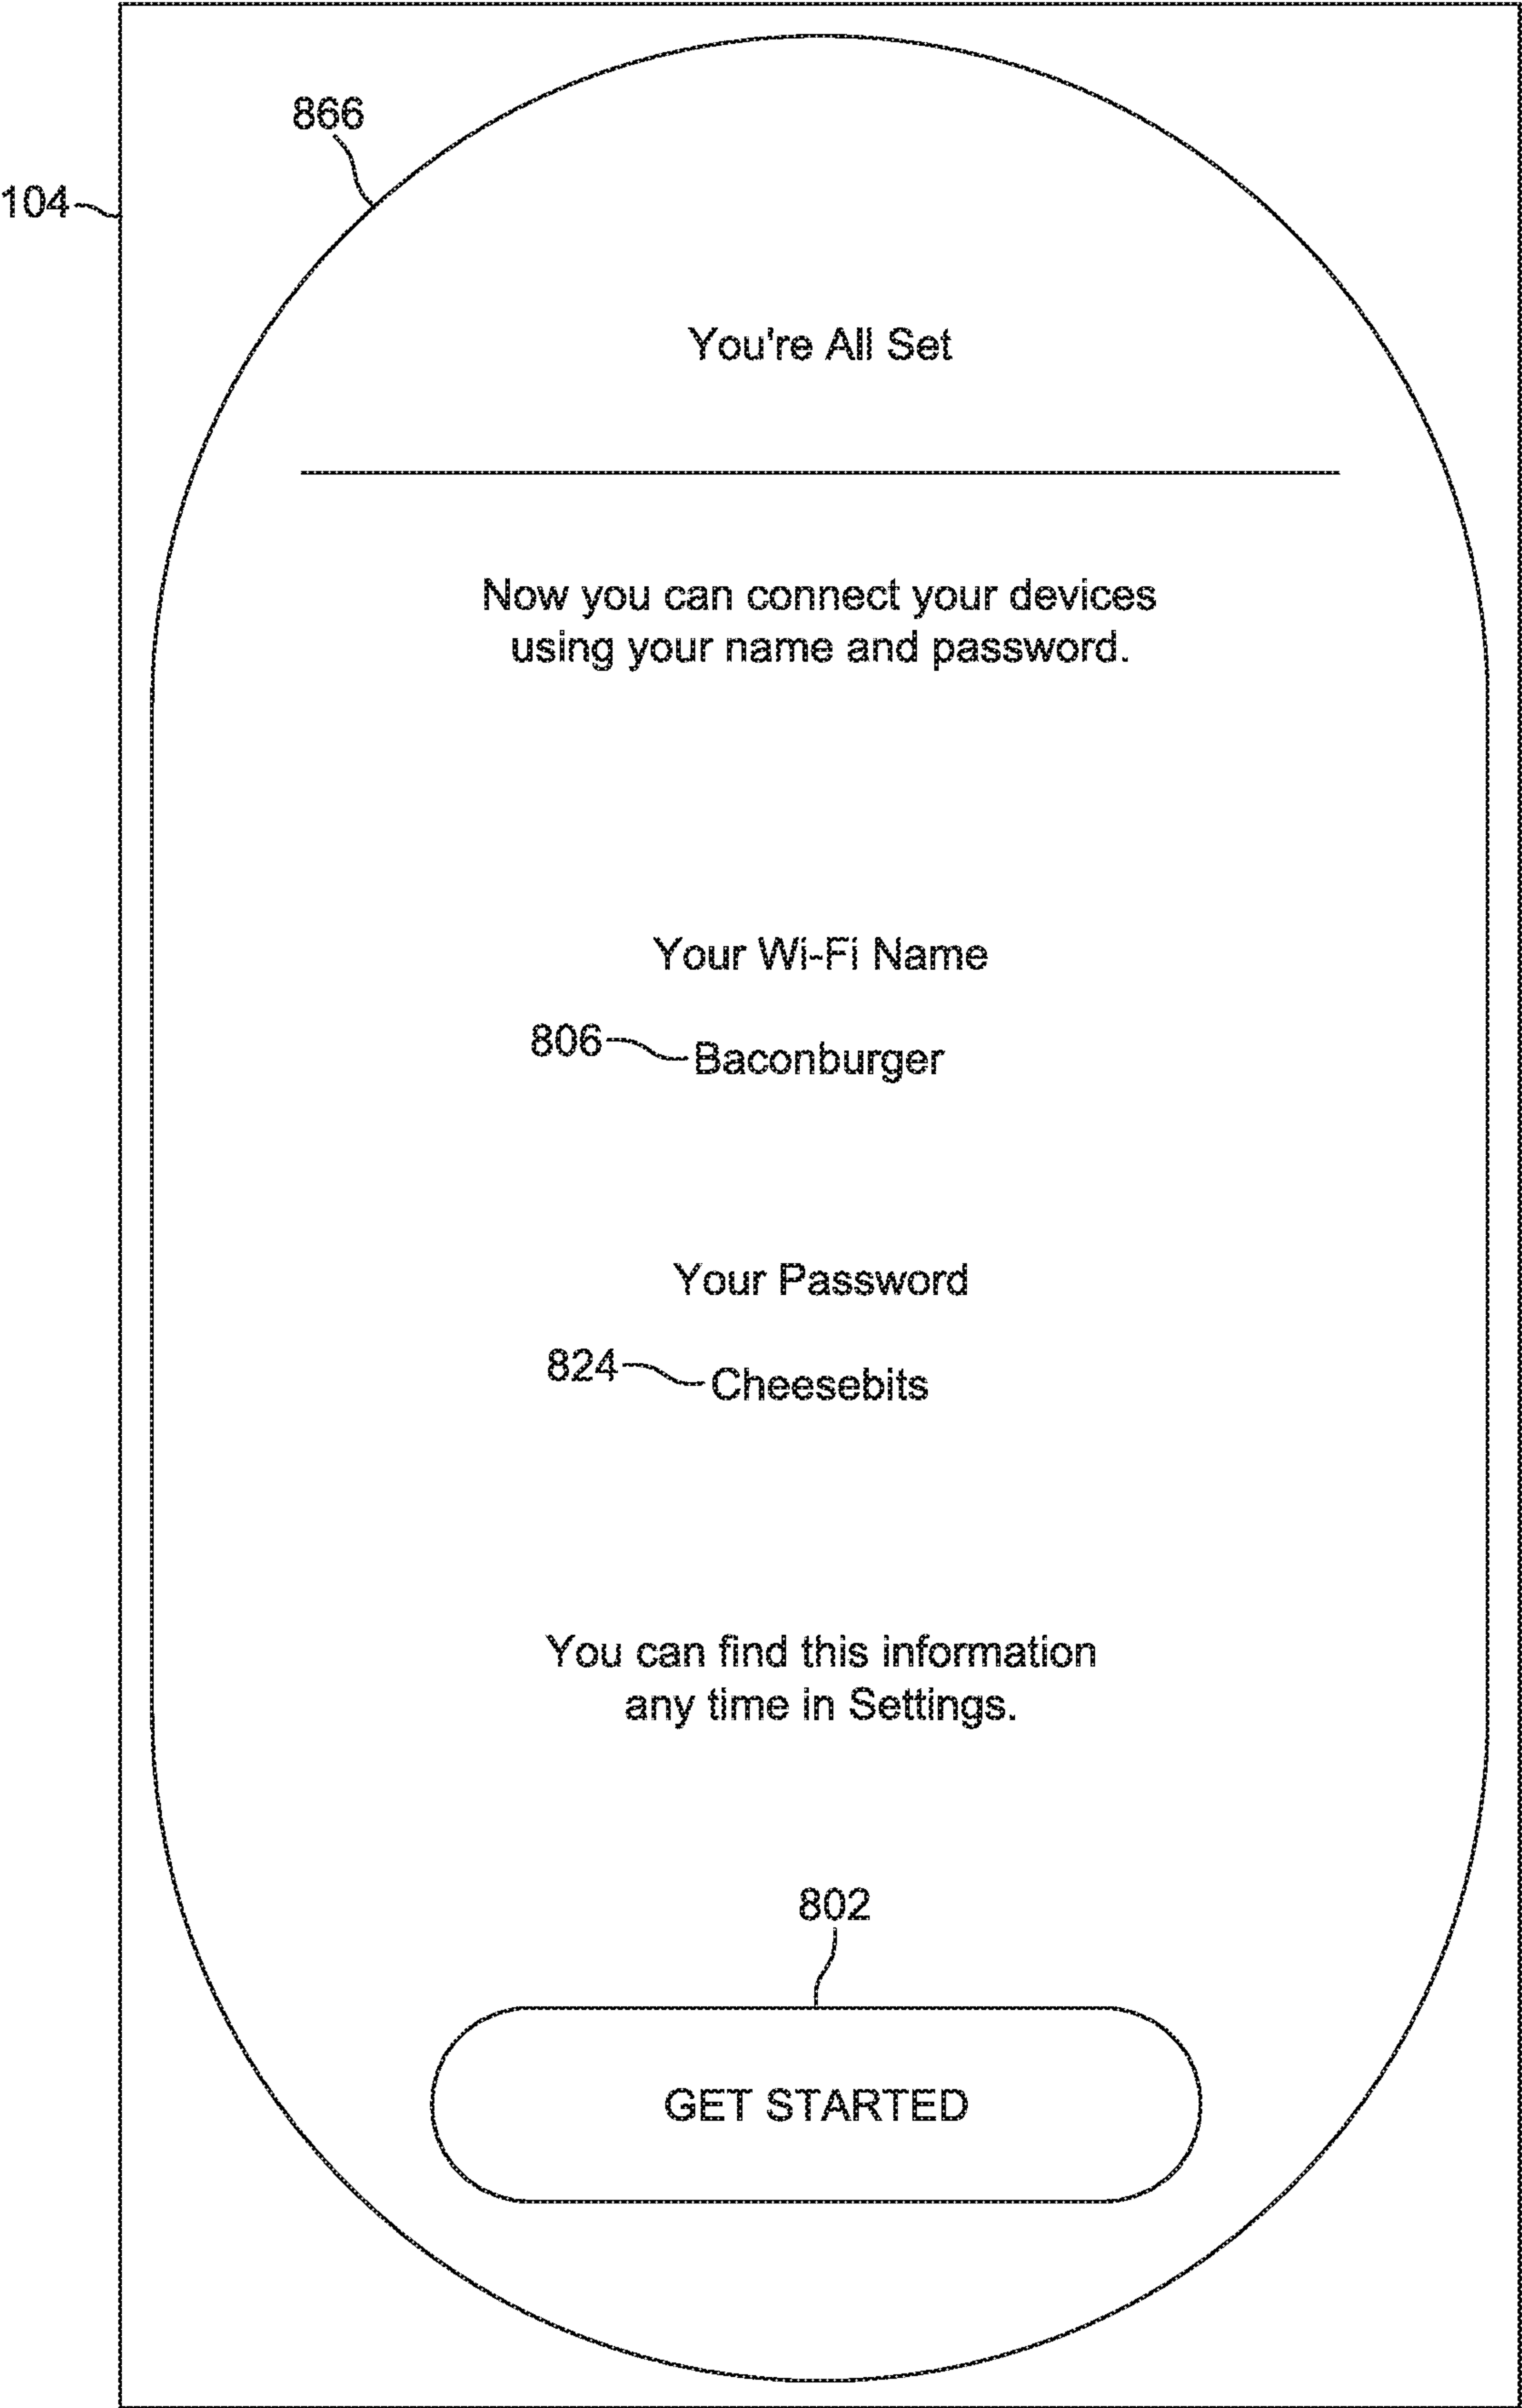 866
104
You're All Set
Now you can connect your devices
using your name and password.
Your Wi-Fi Name
806 Baconburger
Your Password
824 Cheesebits
You can find this information
any time in Settings.
802
GET STARTED